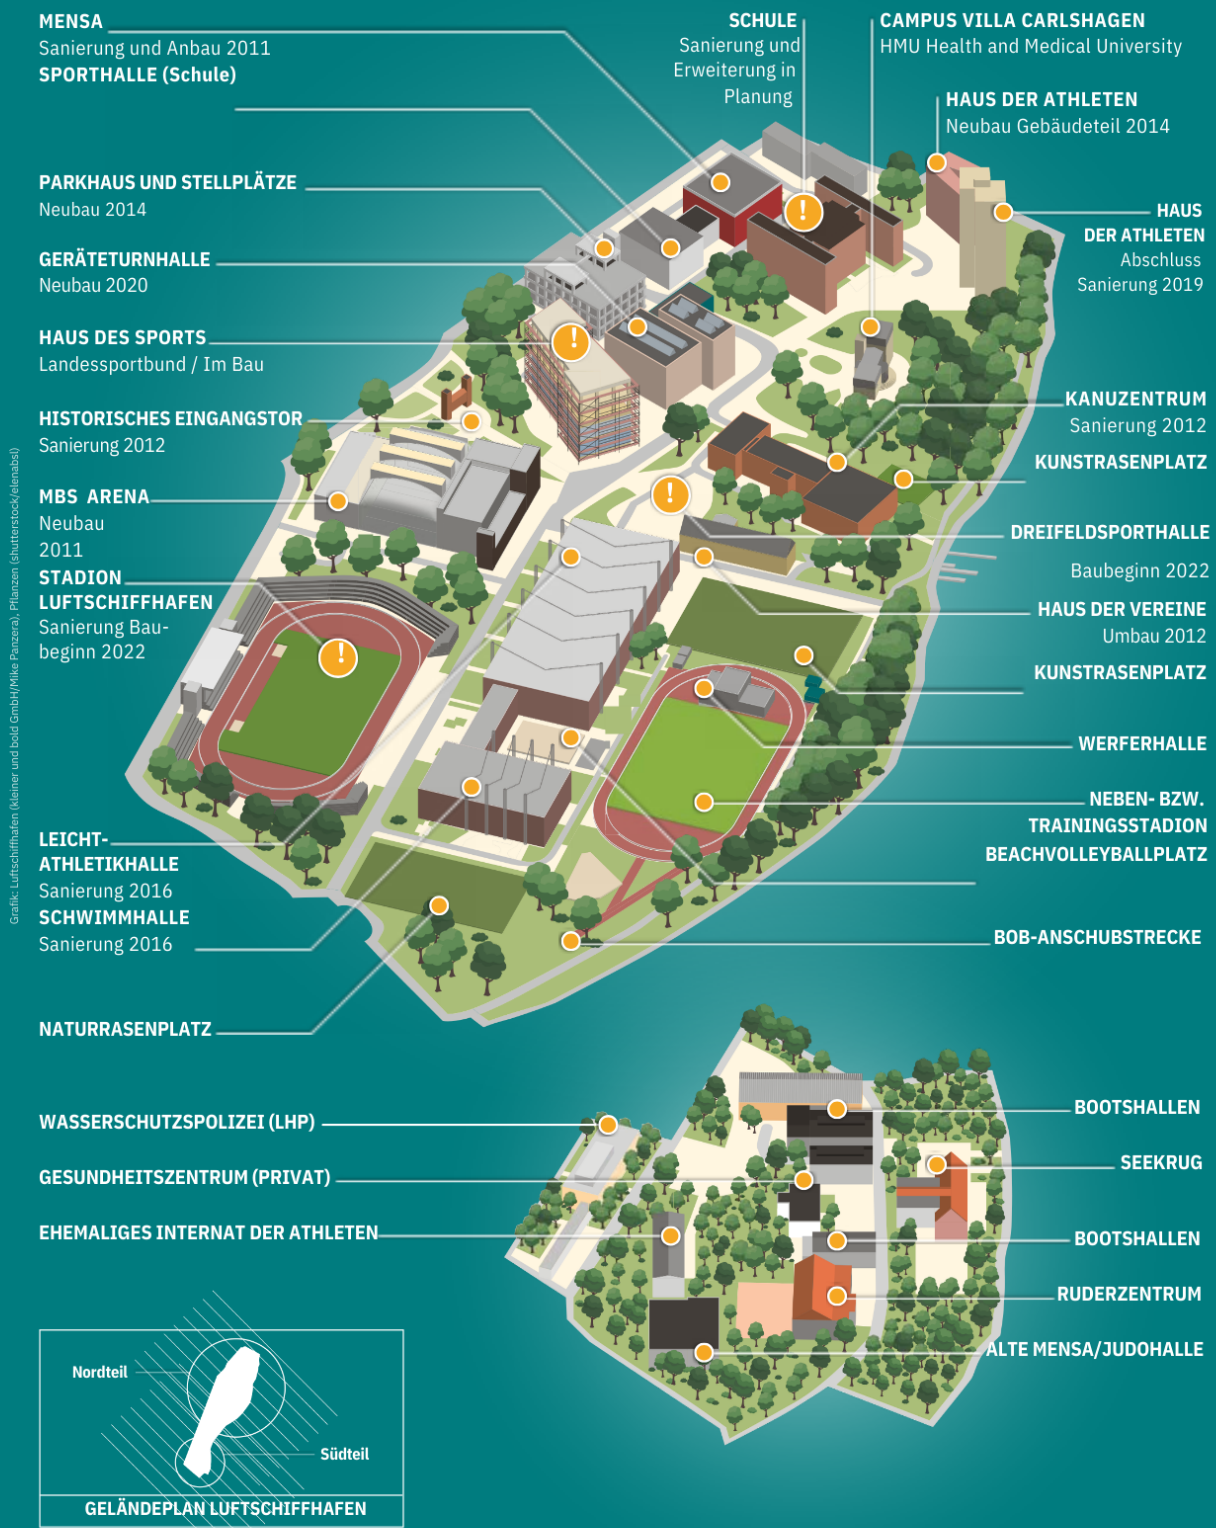 MENSA
Sanierung und Anbau 2011
SPORTHALLE (Schule)
PARKHAUS UND STELLPLÄTZE
Neubau 2014
GERÄTETURNHALLE
Neubau 2020
HAUS DES SPORTS
Landessportbund / Im Bau
HISTORISCHES EINGANGSTOR
Sanierung 2012
MBS ARENA
Neubau
2011
STADION
LUFTSCHIFFHAFEN
Sanierung Bau-
beginn 2022
LEICHT-
ATHLETIKHALLE
Sanierung 2016
SCHWIMMHALLE
Sanierung 2016
NATURRASENPLATZ
SCHULE
Sanierung und
Erweiterung in
Planung
CAMPUS VILLA CARLSHAGEN
HMU Health and Medical University
HAUS DER ATHLETEN
Neubau Gebäudeteil 2014
HAUS
DER ATHLETEN
Abschluss
Sanierung 2019
KANUZENTRUM
Sanierung 2012
KUNSTRASENPLATZ
DREIFELDSPORTHALLE
Baubeginn 2022
HAUS DER VEREINE
Umbau 2012
KUNSTRASENPLATZ
WERFERHALLE
NEBEN- BZW.
TRAININGSSTADION
BEACHVOLLEYBALLPLATZ
BOB-ANSCHUBSTRECKE
!
!
!
!
WASSERSCHUTZPOLIZEI (LHP)
GESUNDHEITSZENTRUM (PRIVAT)
EHEMALIGES INTERNAT DER ATHLETEN
BOOTSHALLEN
SEEKRUG
BOOTSHALLEN
RUDERZENTRUM
ALTE MENSA/JUDOHALLE
Nordteil
Südteil
GELÄNDEPLAN LUFTSCHIFFHAFEN
Grafik: Luftschiffhafen (kleiner und bold GmbH/Mike Panzera), Pflanzen (shutterstock/elenabsl)